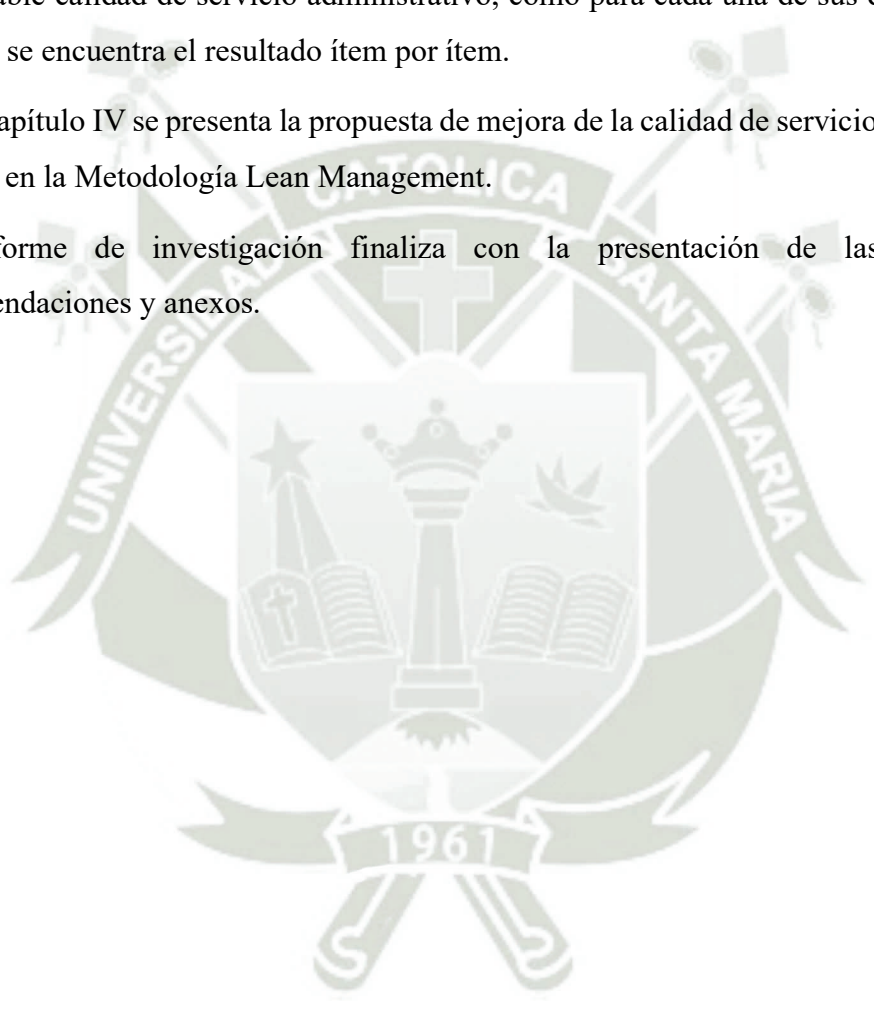 able calidad de servicio administrativo, como para cada una de sus
se encuentra el resultado ítem por ítem.
apítulo IV se presenta la propuesta de mejora de la calidad de servicio
en la Metodología Lean Management.
forme de investigación finaliza con la presentación de las
endaciones y anexos.
UNIVERSIDAD CATOLICA SANTA MARIA
1961